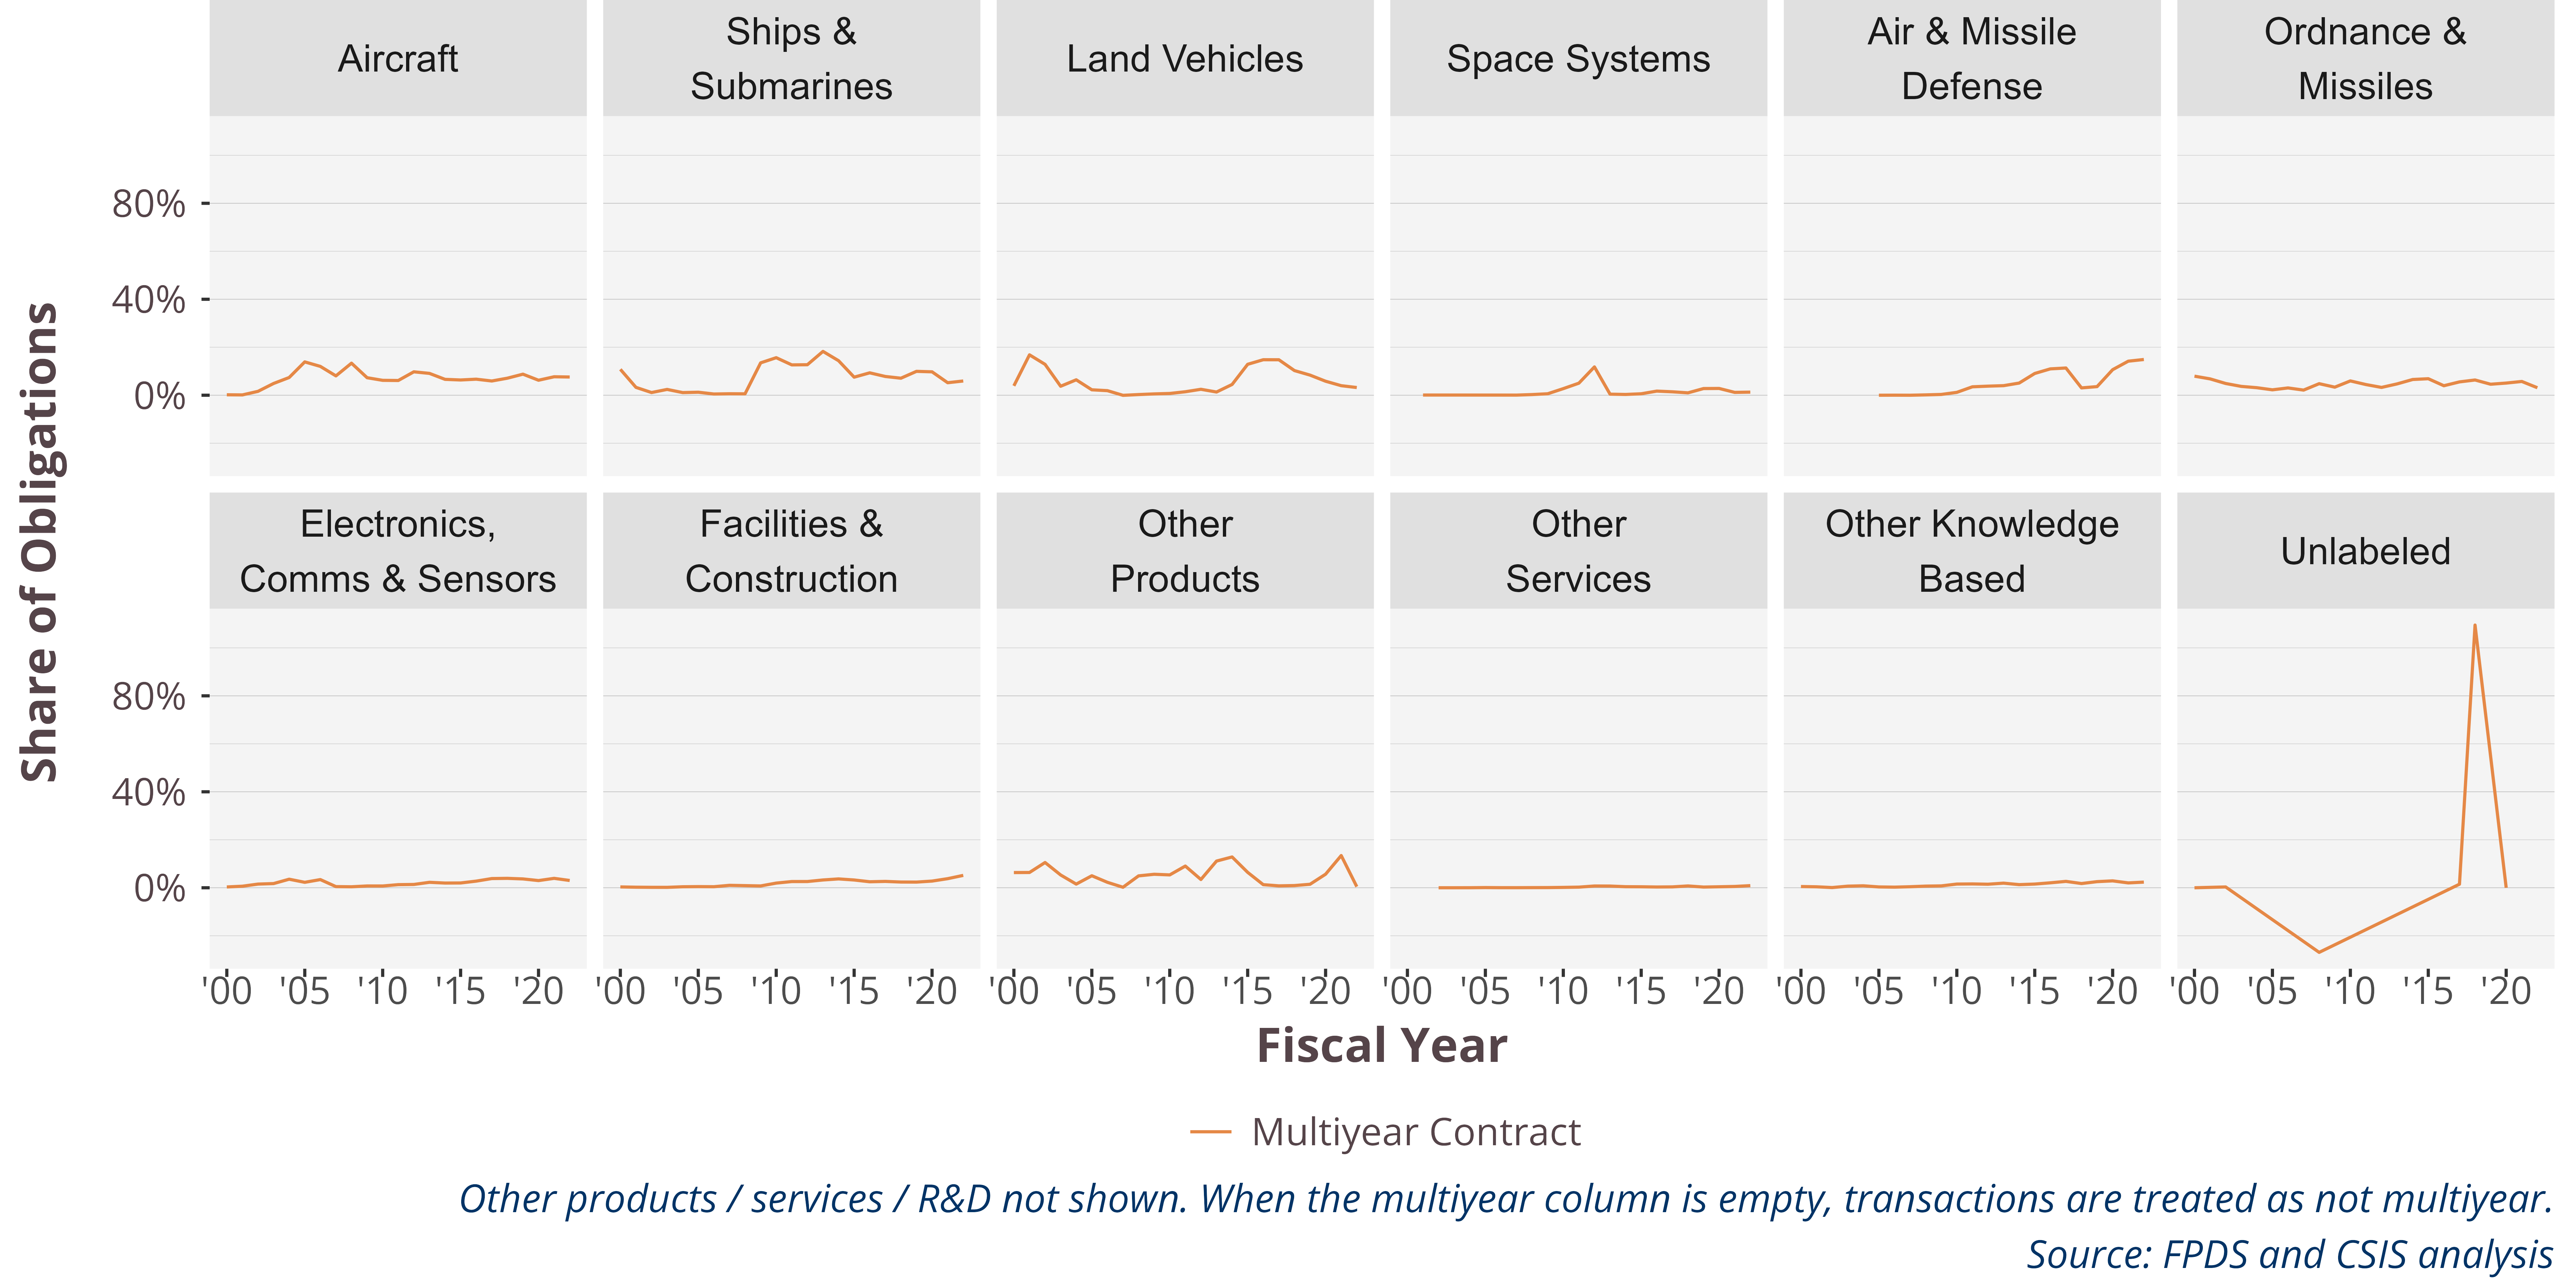 Aircraft
Ships &
Submarines
Land Vehicles
Space Systems
Air & Missile
Defense
Ordnance &
Missiles
80%
40%
0%
Share of Obligations
Electronics,
Comms & Sensors
Facilities &
Construction
Other
Products
Other
Services
Other Knowledge
Based
Unlabeled
80%
40%
0%
'00 '05 '10 '15 '20 '00 '05 '10 '15 '20 '00 '05 '10 '15 '20 '00 '05 '10 '15 '20 '00 '05 '10 '15 '20 '00 '05 '10 '15 '20
Fiscal Year
Multiyear Contract
Other products / services / R&D not shown. When the multiyear column is empty, transactions are treated as not multiyear.
Source: FPDS and CSIS analysis